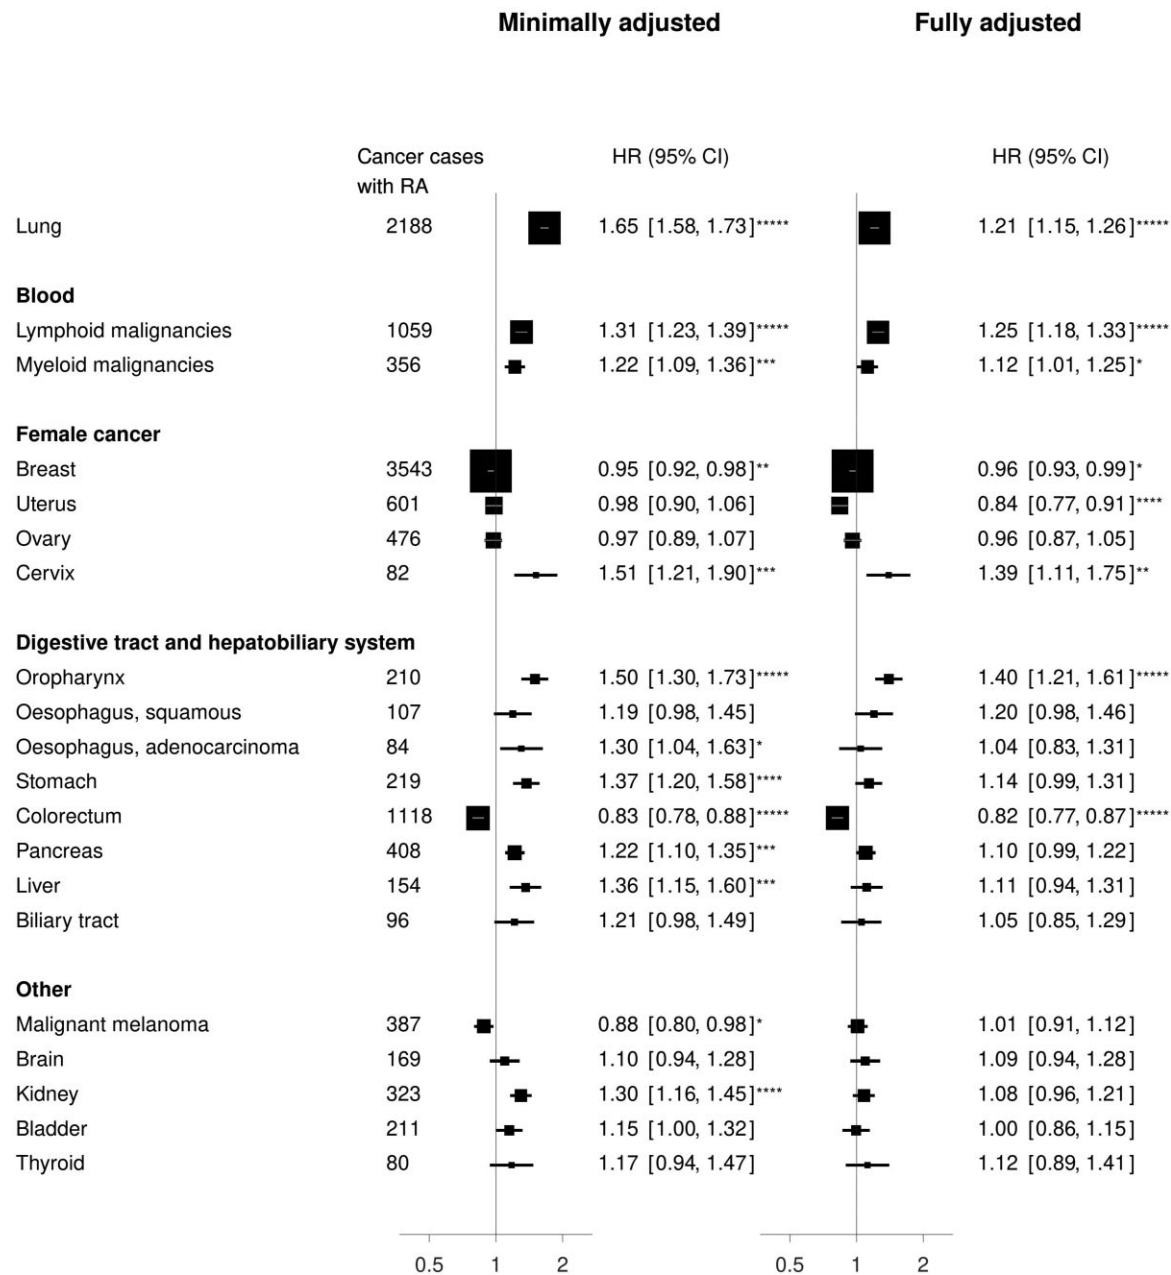 Minimally adjusted Fully adjusted
Cancer cases HR (95% CI) HR (95% CI)
with RA
Lung 2188 1.65 [1.58, 1.73]***** 1.21 [1.15, 1.26]*****
Blood
Lymphoid malignancies 1059 1.31 [1.23, 1.39]***** 1.25 [1.18, 1.33]*****
Myeloid malignancies 356 1.22 [1.09, 1.36]*** 1.12 [1.01, 1.25]*
Female cancer
Breast 3543 0.95 [0.92, 0.98]** 0.96 [0.93, 0.99]*
Uterus 601 0.98 [0.90, 1.06] 0.84 [0.77, 0.91]****
Ovary 476 0.97 [0.89, 1.07] 0.96 [0.87, 1.05]
Cervix 82 1.51 [1.21, 1.90]*** 1.39 [1.11, 1.75]**
Digestive tract and hepatobiliary system
Oropharynx 210 1.50 [1.30, 1.73]***** 1.40 [1.21, 1.61]*****
Oesophagus, squamous 107 1.19 [0.98, 1.45] 1.20 [0.98, 1.46]
Oesophagus, adenocarcinoma 84 1.30 [1.04, 1.63]* 1.04 [0.83, 1.31]
Stomach 219 1.37 [1.20, 1.58]**** 1.14 [0.99, 1.31]
Colorectum 1118 0.83 [0.78, 0.88]***** 0.82 [0.77, 0.87]*****
Pancreas 408 1.22 [1.10, 1.35]*** 1.10 [0.99, 1.22]
Liver 154 1.36 [1.15, 1.60]*** 1.11 [0.94, 1.31]
Biliary tract 96 1.21 [0.98, 1.49] 1.05 [0.85, 1.29]
Other
Malignant melanoma 387 0.88 [0.80, 0.98]* 1.01 [0.91, 1.12]
Brain 169 1.10 [0.94, 1.28] 1.09 [0.94, 1.28]
Kidney 323 1.30 [1.16, 1.45]**** 1.08 [0.96, 1.21]
Bladder 211 1.15 [1.00, 1.32] 1.00 [0.86, 1.15]
Thyroid 80 1.17 [0.94, 1.47] 1.12 [0.89, 1.41]
0.5 1 2 0.5 1 2